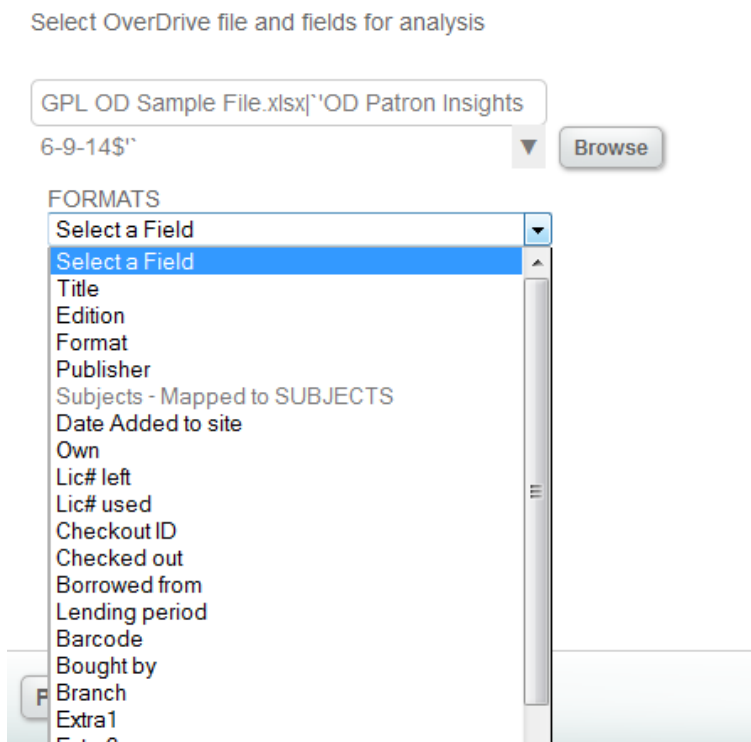 Select OverDrive file and fields for analysis
GPL OD Sample File.xlsx|`'OD Patron Insights
6-9-14$'`
▼
Browse
FORMATS
Select a Field
Select a Field
Title
Edition
Format
Publisher
Subjects - Mapped to SUBJECTS
Date Added to site
Own
Lic# left
Lic# used
Checkout ID
Checked out
Borrowed from
Lending period
Barcode
Bought by
Branch
Extra1